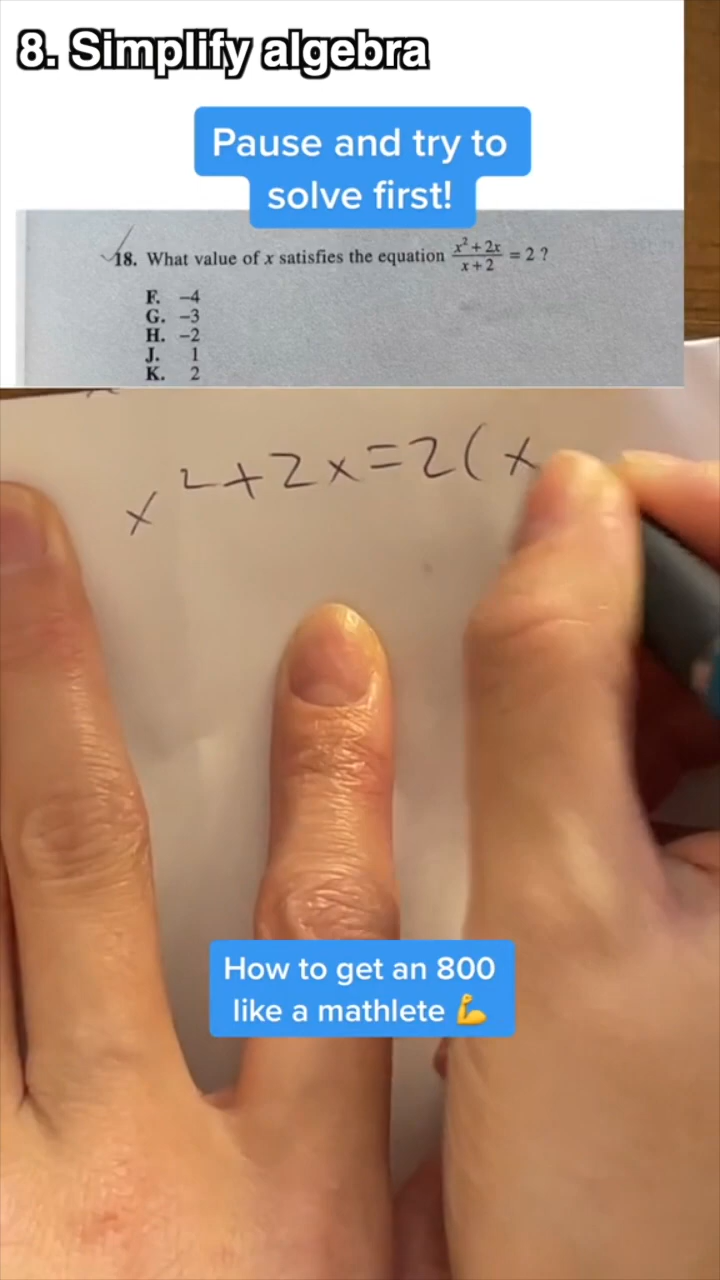 8. Simplify algebra
Pause and try to
solve first!
18. What value of x satisfies the equation (x² + 2x)/(x + 2) = 2 ?
F. −4
G. −3
H. −2
J. 1
K. 2
x²+2x=2(x
How to get an 800
like a mathlete 💪